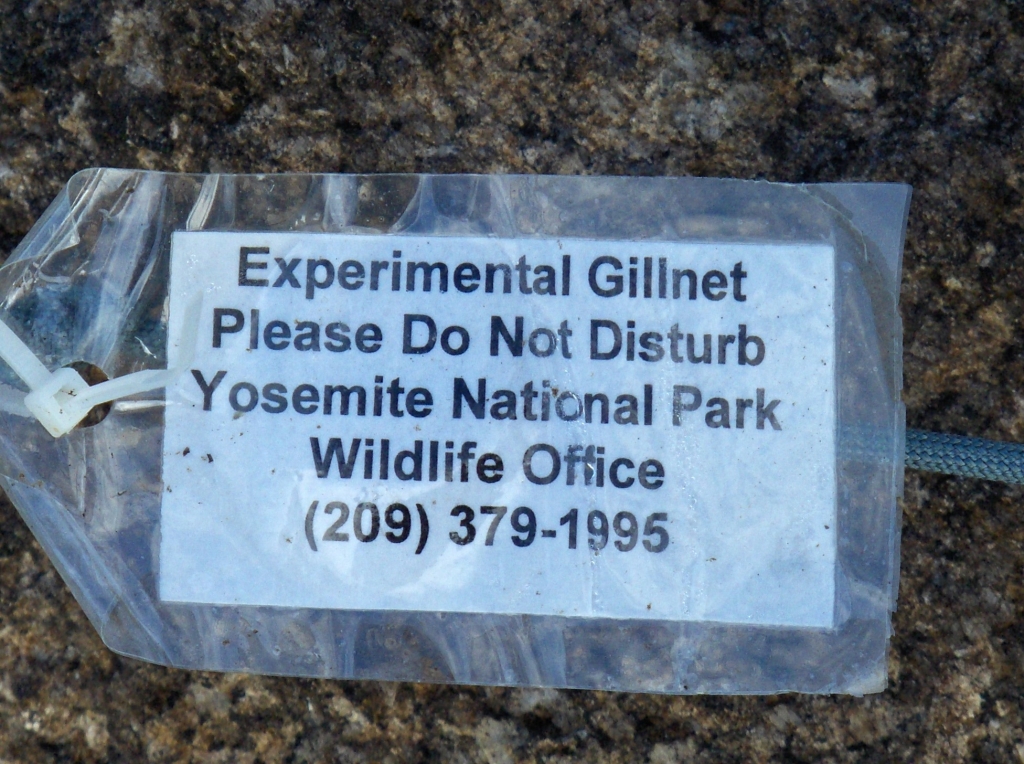 Experimental Gillnet
Please Do Not Disturb
Yosemite National Park
Wildlife Office
(209) 379-1995